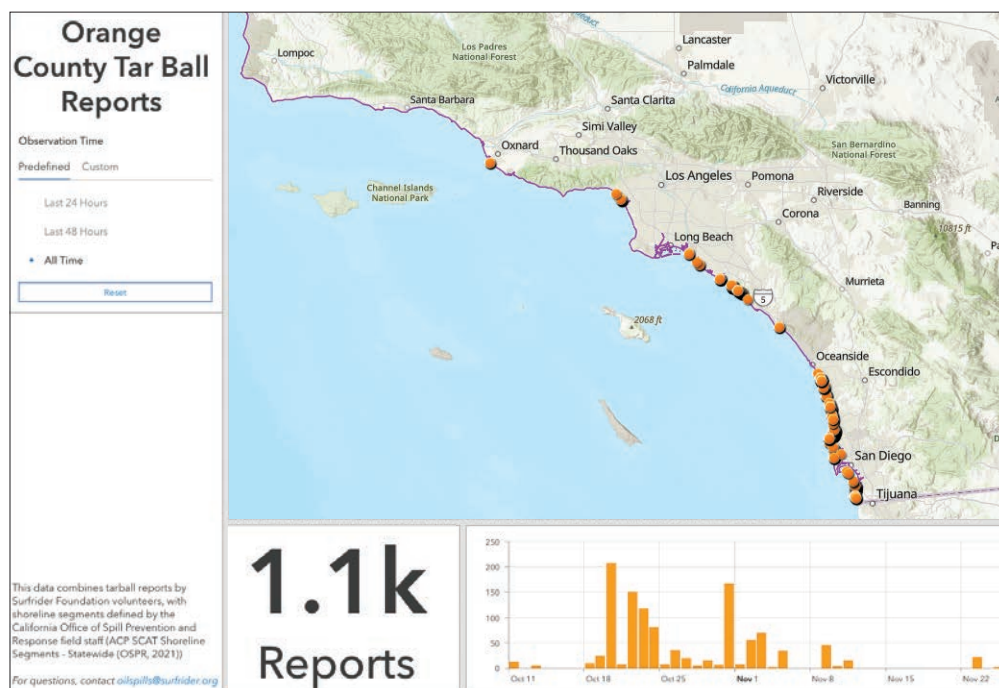 Orange
County Tar Ball
Reports
Observation Time
Predefined Custom
Last 24 Hours
Last 48 Hours
All Time
Reset
This data combines tarball reports by
Surfrider Foundation volunteers, with
shoreline segments defined by the
California Office of Spill Prevention and
Response field staff (ACP SCAT Shoreline
Segments - Statewide (OSPR, 2021))
For questions, contact oilspills@surfrider.org
Lompoc
Los Padres
National Forest
Lancaster
Palmdale
California Aqueduct
Victorville
Santa Barbara
Santa Clarita
Simi Valley
Oxnard
Thousand Oaks
San Bernardino
National Forest
Channel Islands
National Park
Los Angeles
Pomona
Riverside
Corona
Banning
10815 ft
Long Beach
Murrieta
5
2068 ft
Oceanside
Escondido
San Diego
Tijuana
1.1k
Reports
250
200
150
100
50
0
Oct 11
Oct 18
Oct 25
Nov 1
Nov 8
Nov 15
Nov 22